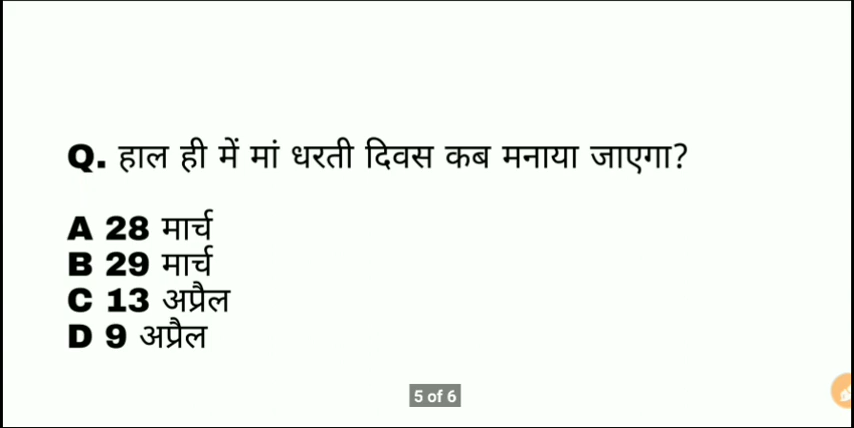 Q. हाल ही में मां धरती दिवस कब मनाया जाएगा?
A 28 मार्च
B 29 मार्च
C 13 अप्रैल
D 9 अप्रैल
5 of 6